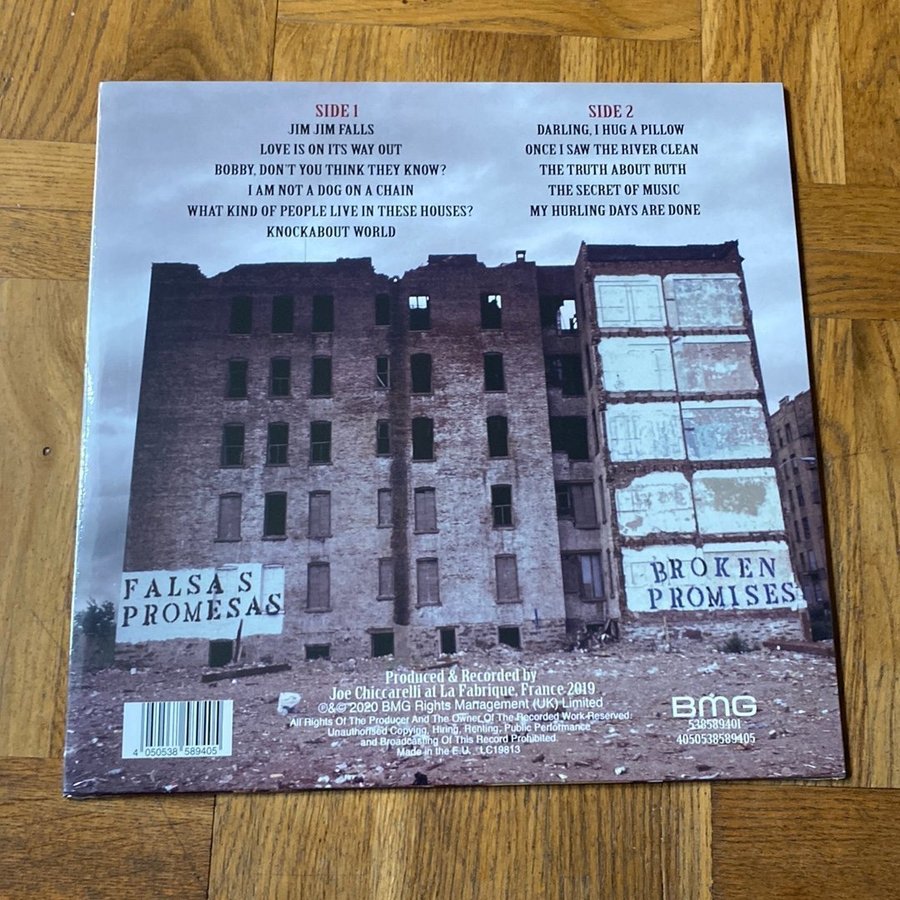 SIDE 1
JIM JIM FALLS
LOVE IS ON ITS WAY OUT
BOBBY, DON'T YOU THINK THEY KNOW?
I AM NOT A DOG ON A CHAIN
WHAT KIND OF PEOPLE LIVE IN THESE HOUSES?
KNOCKABOUT WORLD
SIDE 2
DARLING, I HUG A PILLOW
ONCE I SAW THE RIVER CLEAN
THE TRUTH ABOUT RUTH
THE SECRET OF MUSIC
MY HURLING DAYS ARE DONE
FALSAS
PROMESAS
BROKEN
PROMISES
Produced & Recorded by
Joe Chiccarelli at La Fabrique, France 2019
℗&© 2020 BMG Rights Management (UK) Limited
All Rights Of The Producer And The Owner Of The Recorded Work Reserved.
Unauthorised Copying, Hiring, Renting, Public Performance
and Broadcasting Of This Record Prohibited.
Made in the E.U. LC19813
4 050538 589405
BMG
538589401
4050538589405